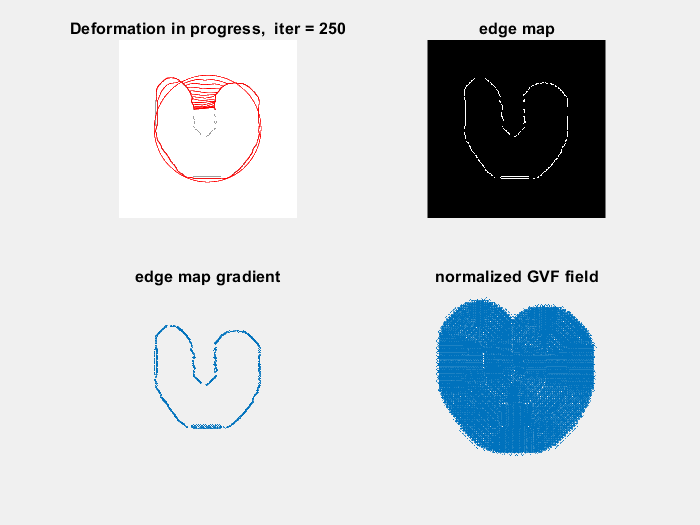 Deformation in progress,  iter = 250
edge map
edge map gradient
normalized GVF field